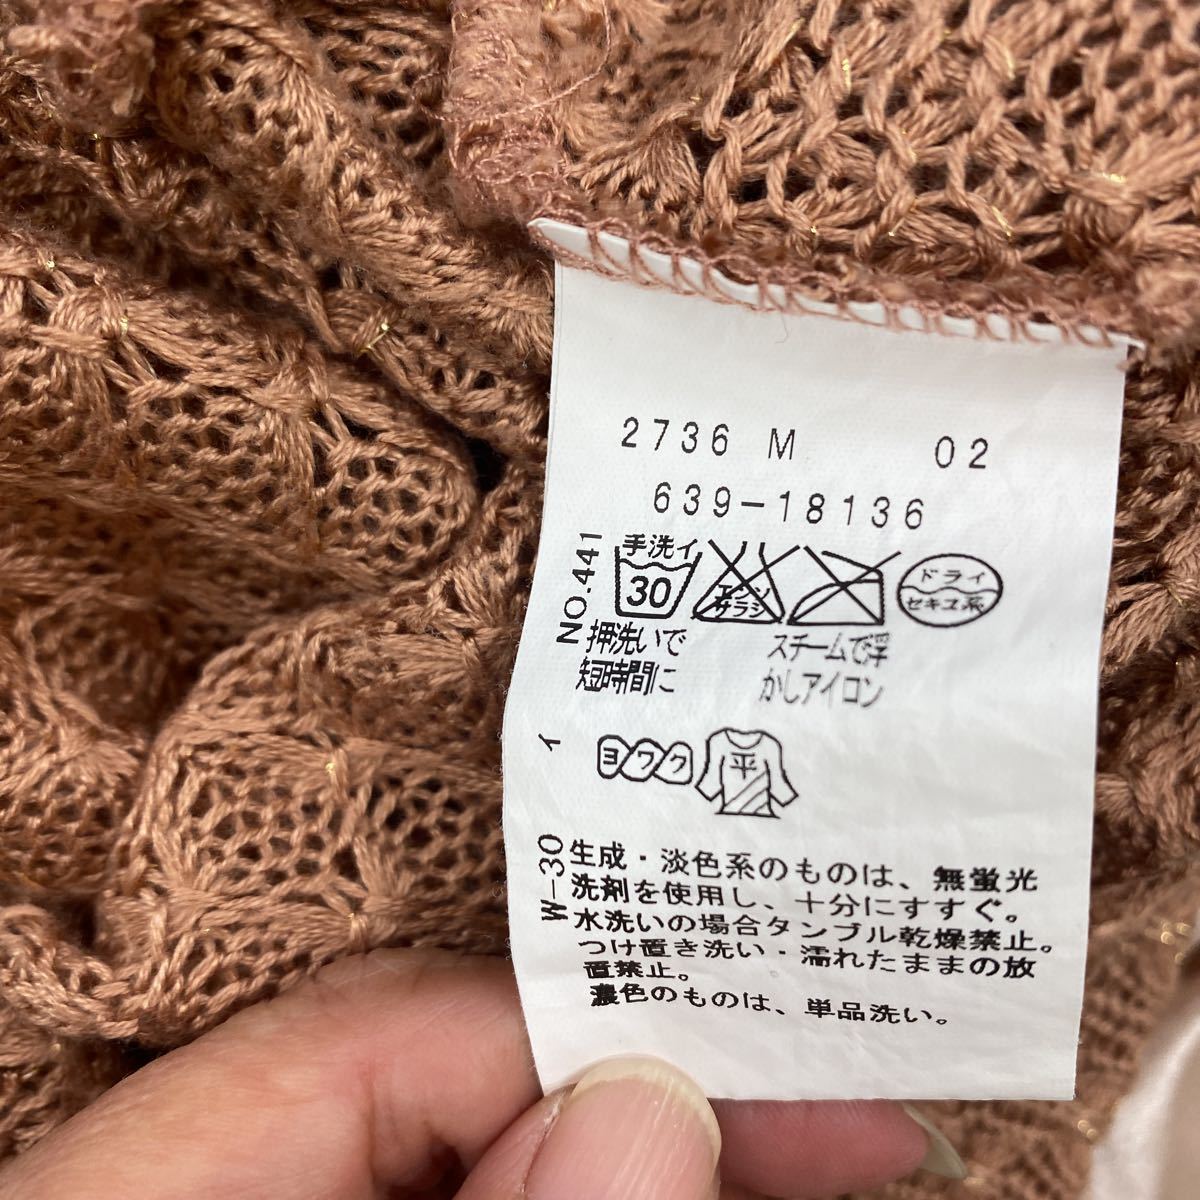 2736 M 02
639-18136
NO.441
手洗イ
30
エンソ
サラシ
ドライ
セキユ系
押洗いで
短時間に
スチームで浮
かしアイロン
イ
ヨワク
平
W-30
生成・淡色系のものは、無蛍光
洗剤を使用し、十分にすすぐ。
水洗いの場合タンブル乾燥禁止。
つけ置き洗い・濡れたままの放
置禁止。
濃色のものは、単品洗い。